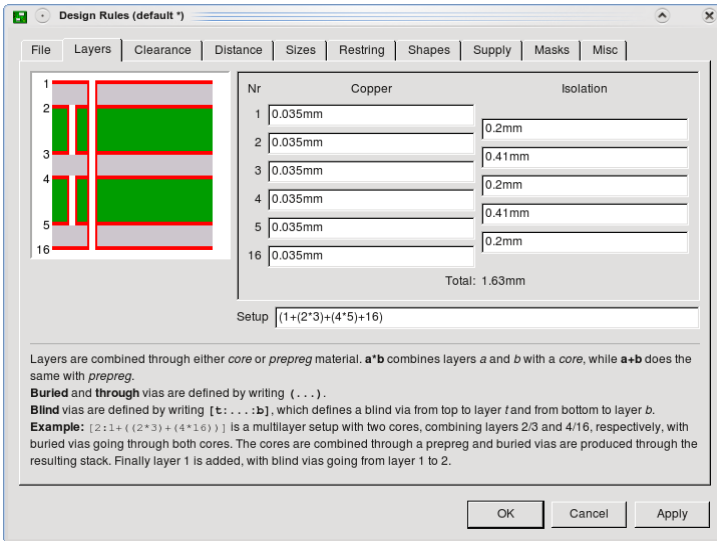 Design Rules (default *)
File Layers Clearance Distance Sizes Restring Shapes Supply Masks Misc
1
2
3
4
5
16
Nr Copper Isolation
1 0.035mm
0.2mm
2 0.035mm
0.41mm
3 0.035mm
0.2mm
4 0.035mm
0.41mm
5 0.035mm
0.2mm
16 0.035mm
Total: 1.63mm
Setup (1+(2*3)+(4*5)+16)
Layers are combined through either core or prepreg material. a*b combines layers a and b with a core, while a+b does the
same with prepreg.
Buried and through vias are defined by writing (...).
Blind vias are defined by writing [t:...:b], which defines a blind via from top to layer t and from bottom to layer b.
Example: [2:1+((2*3)+(4*16))] is a multilayer setup with two cores, combining layers 2/3 and 4/16, respectively, with
buried vias going through both cores. The cores are combined through a prepreg and buried vias are produced through the
resulting stack. Finally layer 1 is added, with blind vias going from layer 1 to 2.
OK Cancel Apply